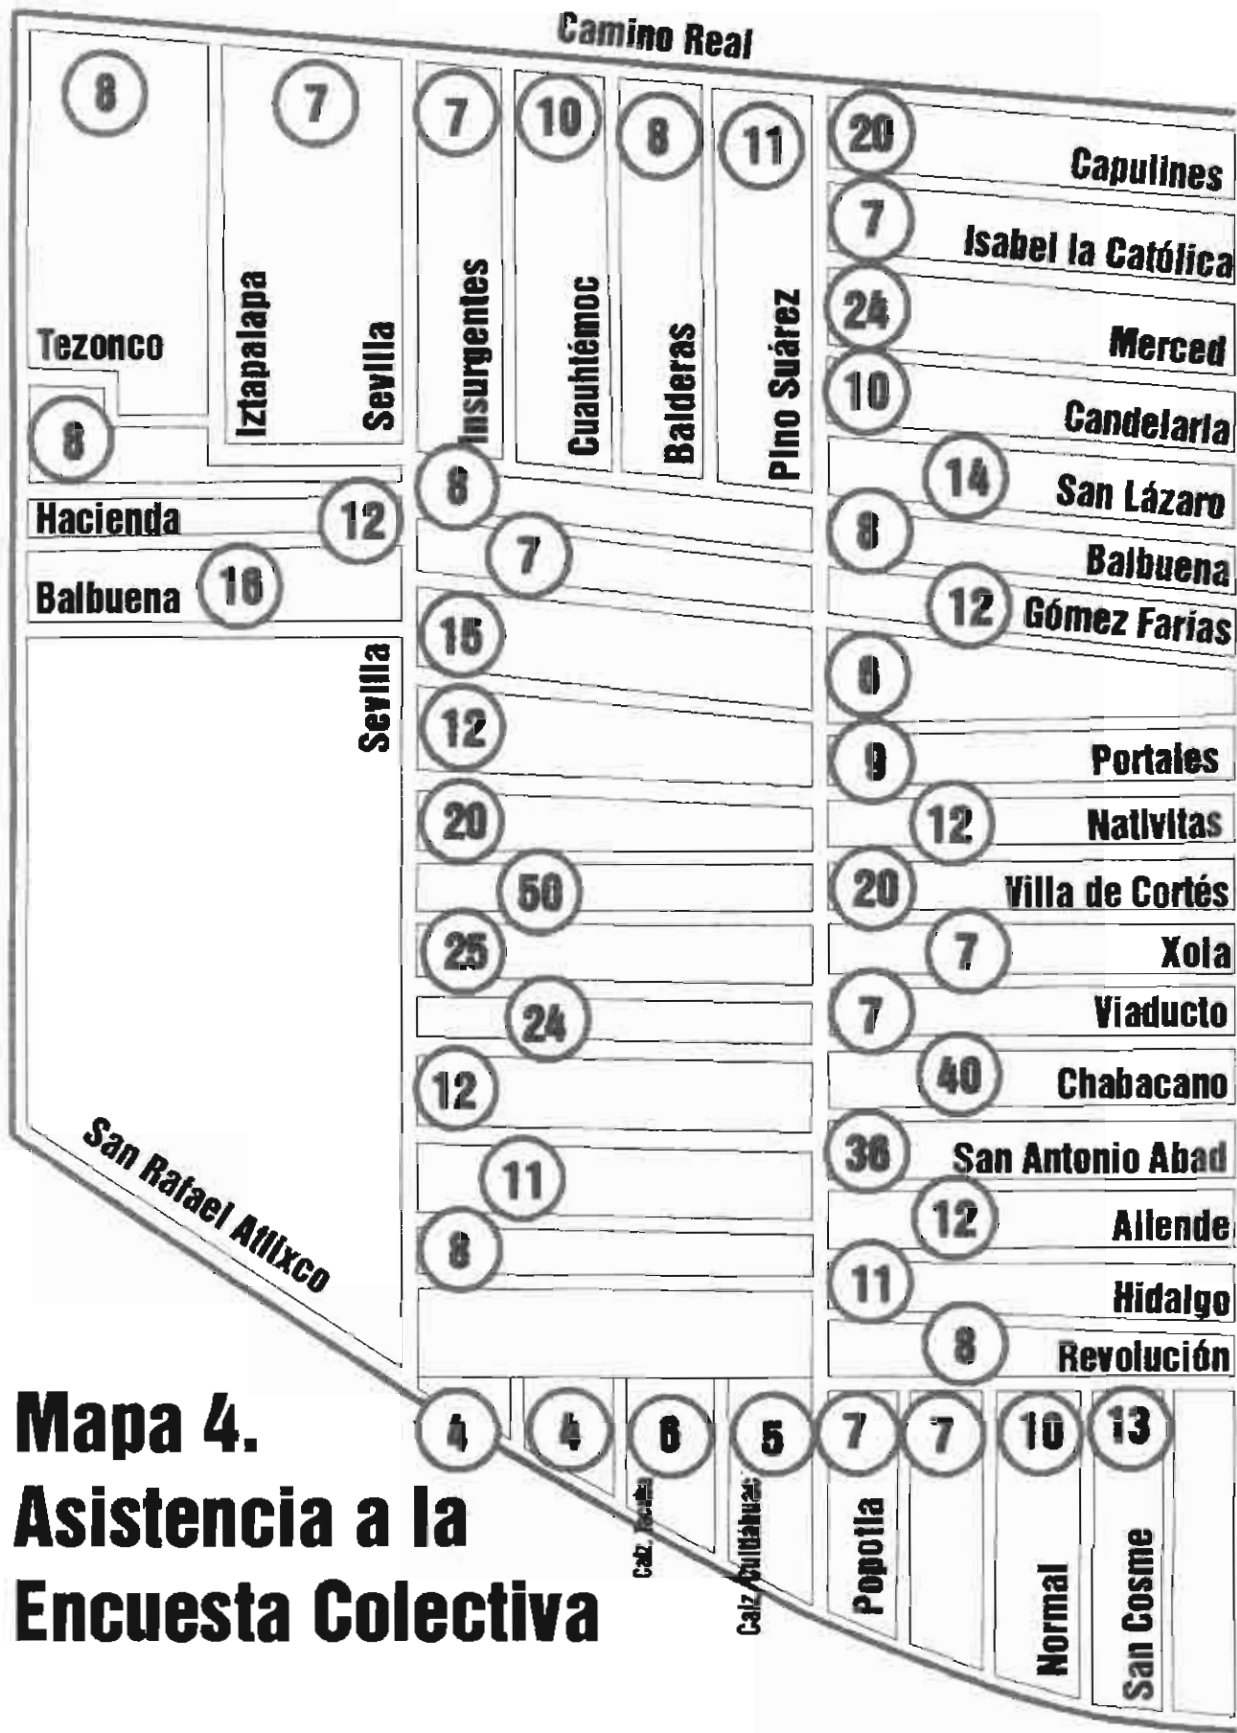 Camino Real
8
7
7
10
8
11
20
Capulines
7
Isabel la Católica
24
Merced
10
Candelaria
14
San Lázaro
8
Balbuena
12
Gómez Farías
Tezonco
Iztapalapa
Sevilla
Insurgentes
Cuauhtémoc
Balderas
Pino Suárez
8
Hacienda
12
Balbuena
16
Sevilla
7
15
12
20
50
25
24
12
11
8
9
Portales
12
Nativitas
20
Villa de Cortés
7
Xola
7
Viaducto
40
Chabacano
36
San Antonio Abad
12
Allende
11
Hidalgo
8
Revolución
San Rafael Atlixco
4
4
6
5
7
7
10
13
Popotla
Normal
San Cosme
Mapa 4.
Asistencia a la
Encuesta Colectiva